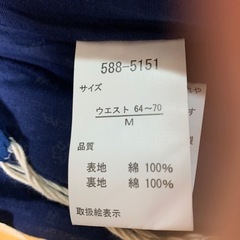 588-5151
サイズ
ウエスト 64～70
M
品質
表地 綿 100%
裏地 綿 100%
取扱絵表示